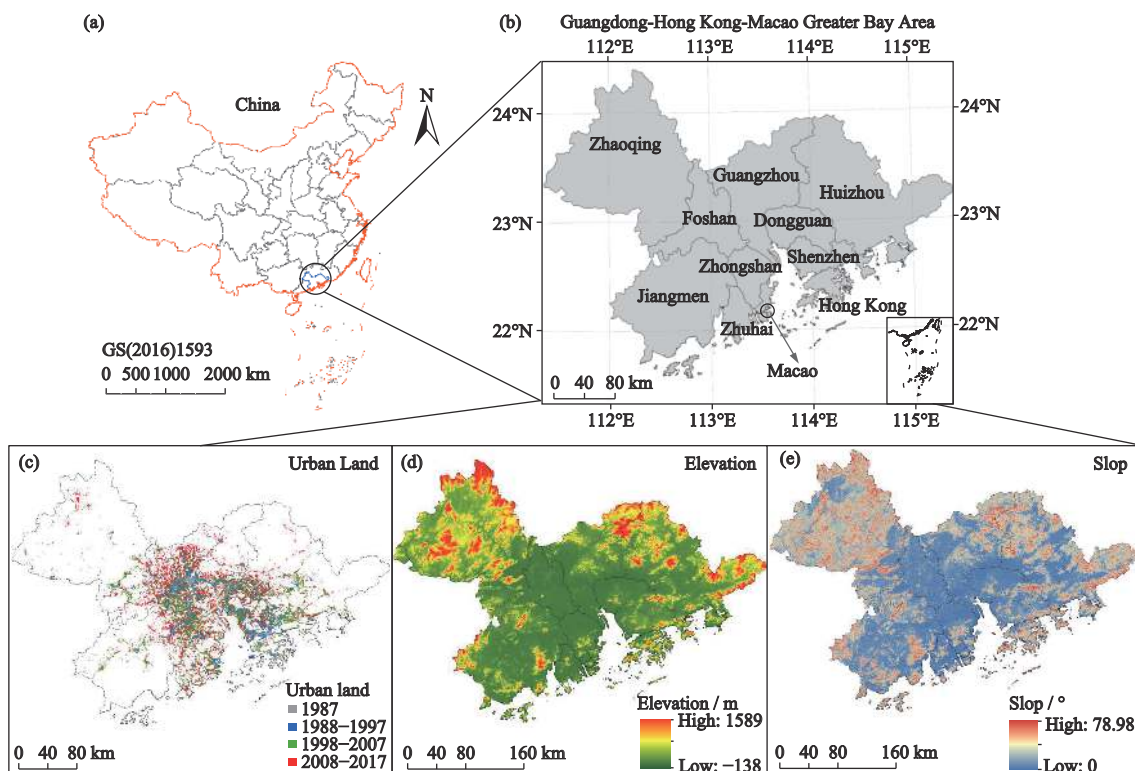 (a)
China
N
GS(2016)1593
0 500 1000 2000 km
(b)
Guangdong-Hong Kong-Macao Greater Bay Area
112°E 113°E 114°E 115°E
24°N 24°N
23°N 23°N
22°N 22°N
Zhaoqing
Guangzhou
Huizhou
Foshan
Dongguan
Zhongshan
Shenzhen
Jiangmen
Hong Kong
Zhuhai
Macao
0 40 80 km
112°E 113°E 114°E 115°E
(c)
Urban Land
Urban land
1987
1988−1997
1998−2007
2008−2017
0 40 80 km
(d)
Elevation
Elevation / m
High: 1589
Low: −138
0 80 160 km
(e)
Slop
Slop / °
High: 78.98
Low: 0
0 80 160 km